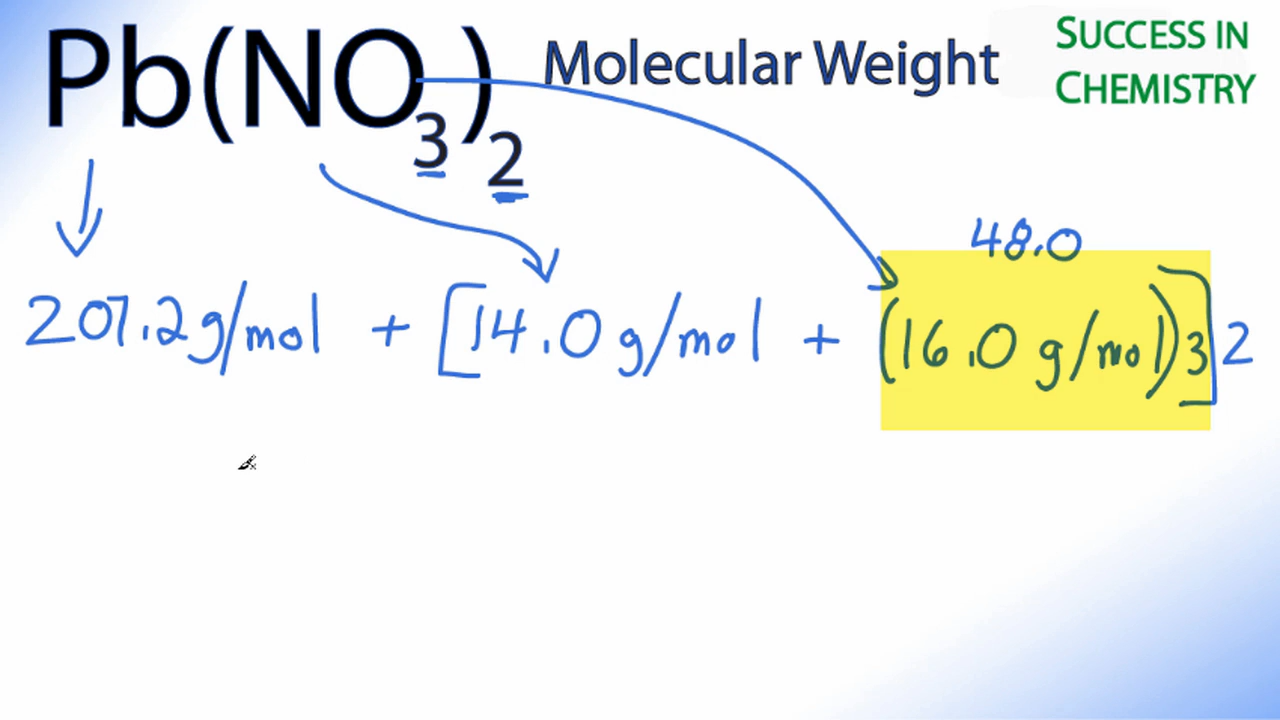 Pb(NO3)2 Molecular Weight
SUCCESS IN
CHEMISTRY
48.0
207.2 g/mol + [14.0 g/mol + (16.0 g/mol)3]2